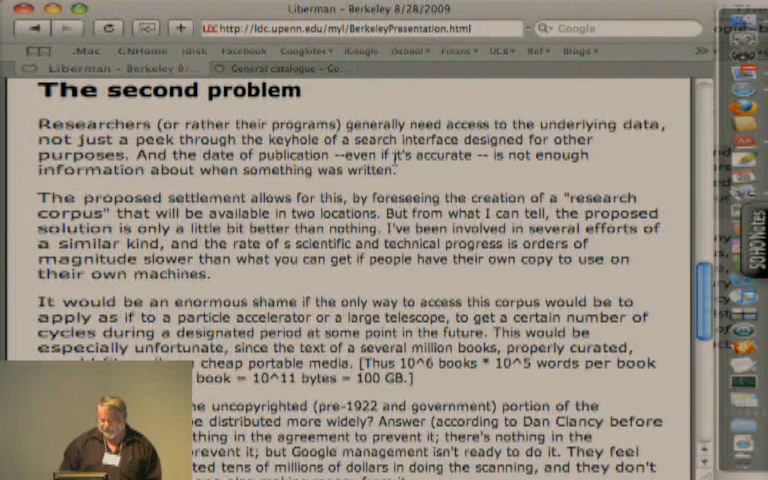 Liberman - Berkeley 8/28/2009
LDC http://ldc.upenn.edu/myl/BerkeleyPresentation.html
Google
.Mac
Facebook
Liberman - Berkeley 8/...
General catalogue - Go...
The second problem
Researchers (or rather their programs) generally need access to the underlying data,
not just a peek through the keyhole of a search interface designed for other
purposes. And the date of publication --even if it's accurate -- is not enough
information about when something was written.
The proposed settlement allows for this, by foreseeing the creation of a "research
corpus" that will be available in two locations. But from what I can tell, the proposed
solution is only a little bit better than nothing. I've been involved in several efforts of
a similar kind, and the rate of s scientific and technical progress is orders of
magnitude slower than what you can get if people have their own copy to use on
their own machines.
It would be an enormous shame if the only way to access this corpus would be to
apply as if to a particle accelerator or a large telescope, to get a certain number of
cycles during a designated period at some point in the future. This would be
especially unfortunate, since the text of a several million books, properly curated,
cheap portable media. [Thus 10^6 books * 10^5 words per book
book = 10^11 bytes = 100 GB.]
uncopyrighted (pre-1922 and government) portion of the
be distributed more widely? Answer (according to Dan Clancy before
thing in the agreement to prevent it; there's nothing in the
prevent it; but Google management isn't ready to do it. They feel
ted tens of millions of dollars in doing the scanning, and they don't
SOHO Notes